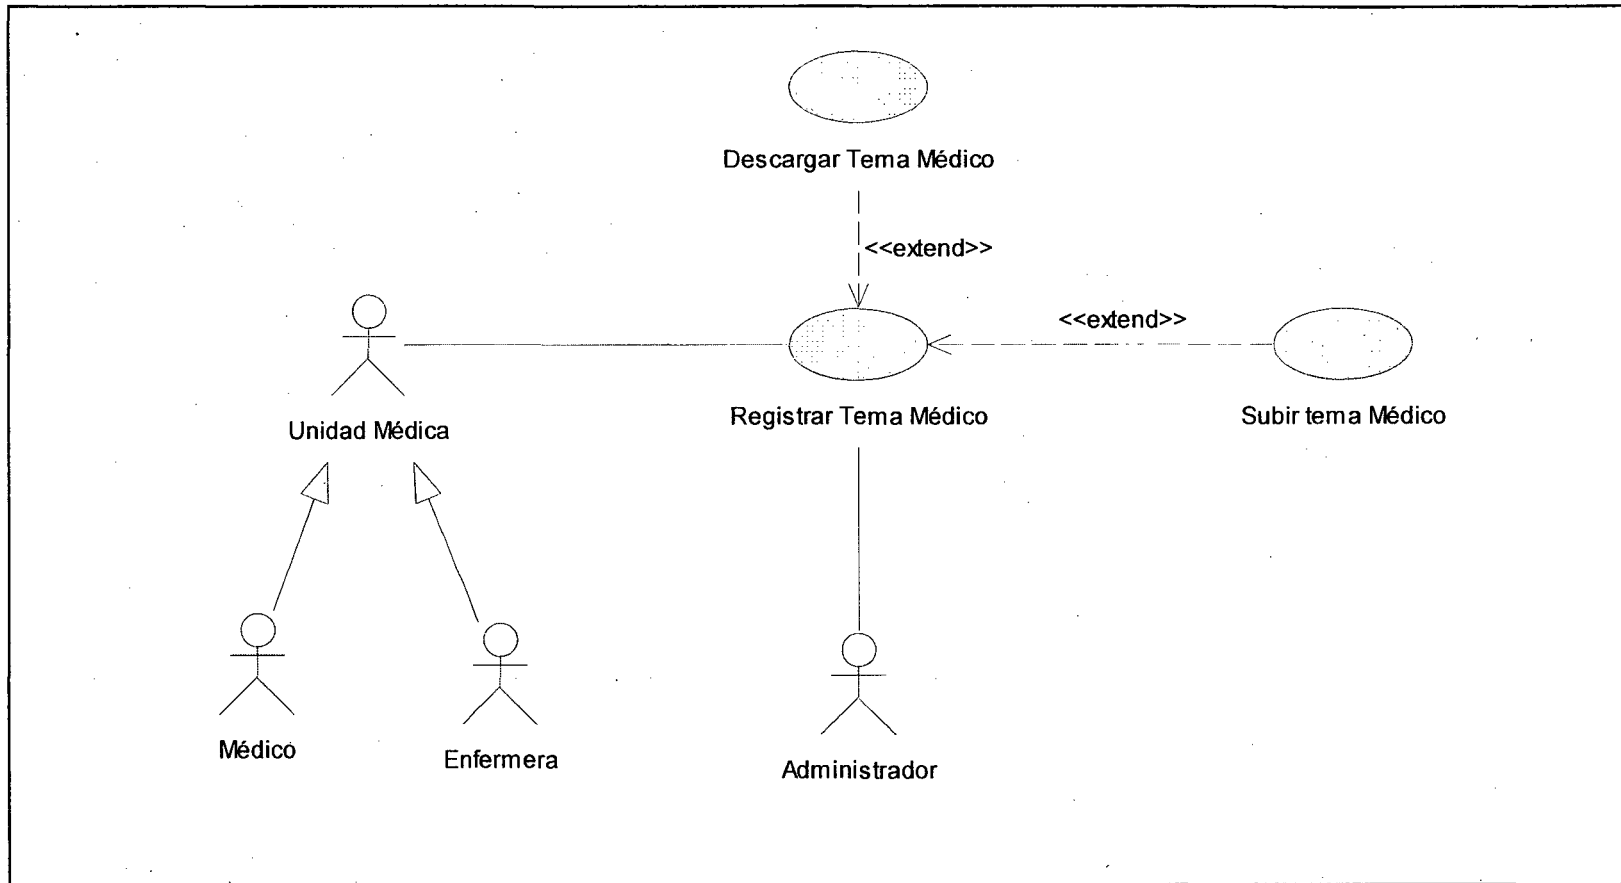 Descargar Tema Médico
<<extend>>
<<extend>>
Unidad Médica
Registrar Tema Médico
Subir tema Médico
Médico
Enfermera
Administrador